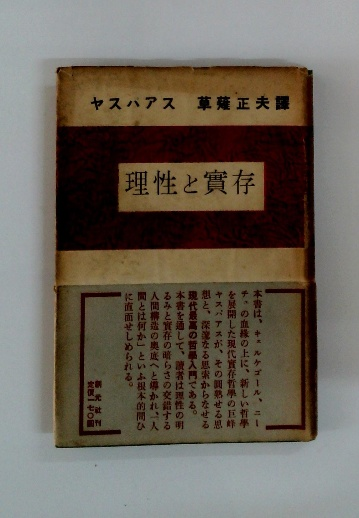 ヤスパアス 草薙正夫譯
理性と實存
本書は、キェルケゴール、ニー
チェの血緣の上に、新しい哲學
を展開した現代實存哲學の巨峰
ヤスパアスが、その圓熟せる思
想と、深邃なる思索からなせる
現代最高の哲學入門である。
本書を通して、讀者は理性の明
るみと實存の暗らさの交錯する
人間構造の奧底へと導かれ、「人
間とは何か」といふ根本的問ひ
に直面せしめられる。
創元社刊
定價一七〇圓